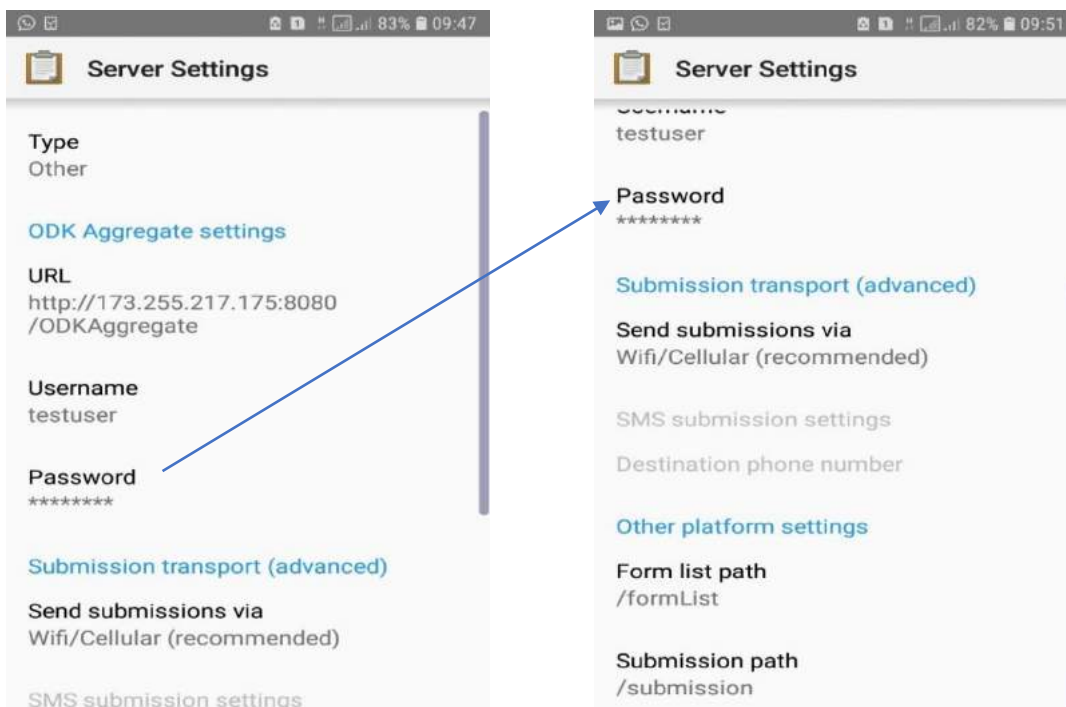 83% 09:47
Server Settings
Type
Other
ODK Aggregate settings
URL
http://173.255.217.175:8080
/ODKAggregate
Username
testuser
Password
********
Submission transport (advanced)
Send submissions via
Wifi/Cellular (recommended)
SMS submission settings
82% 09:51
Server Settings
Username
testuser
Password
********
Submission transport (advanced)
Send submissions via
Wifi/Cellular (recommended)
SMS submission settings
Destination phone number
Other platform settings
Form list path
/formList
Submission path
/submission